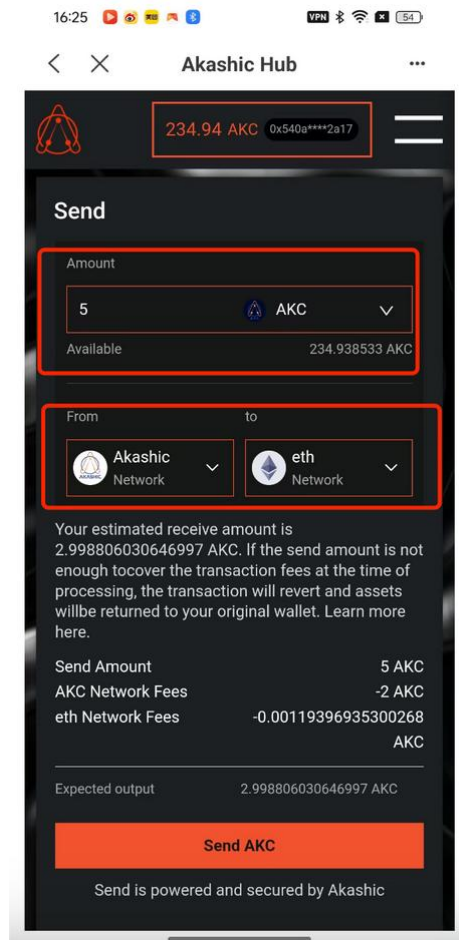 16:25
VPN
54
Akashic Hub
234.94 AKC 0x540a****2a17
Send
Amount
5 AKC
Available 234.938533 AKC
From to
Akashic eth
Network Network
Your estimated receive amount is
2.998806030646997 AKC. If the send amount is not
enough tocover the transaction fees at the time of
processing, the transaction will revert and assets
willbe returned to your original wallet. Learn more
here.
Send Amount 5 AKC
AKC Network Fees -2 AKC
eth Network Fees -0.00119396935300268
AKC
Expected output 2.998806030646997 AKC
Send AKC
Send is powered and secured by Akashic